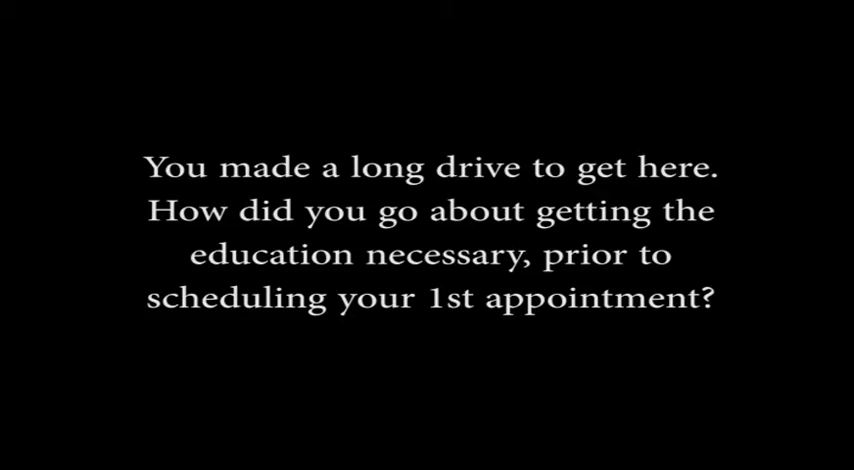 You made a long drive to get here.
How did you go about getting the
education necessary, prior to
scheduling your 1st appointment?